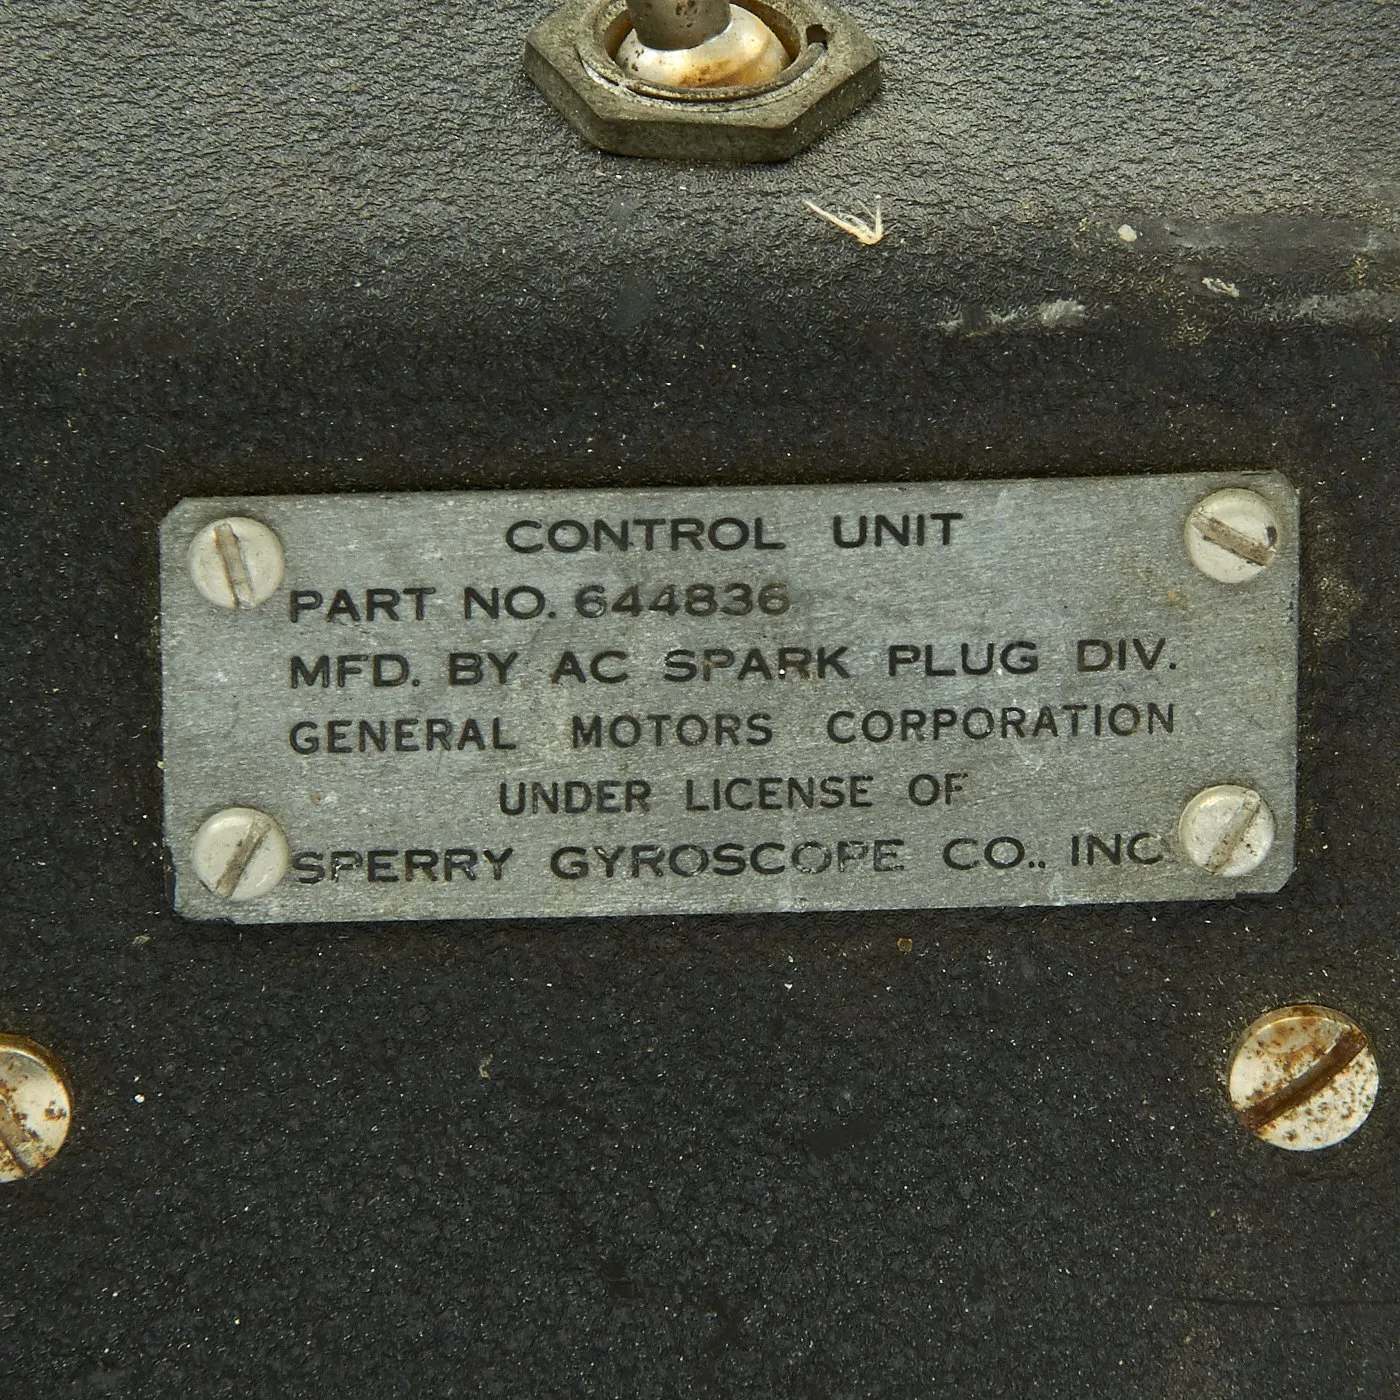 CONTROL UNIT
PART NO. 644836
MFD. BY AC SPARK PLUG DIV.
GENERAL MOTORS CORPORATION
UNDER LICENSE OF
SPERRY GYROSCOPE CO., INC.